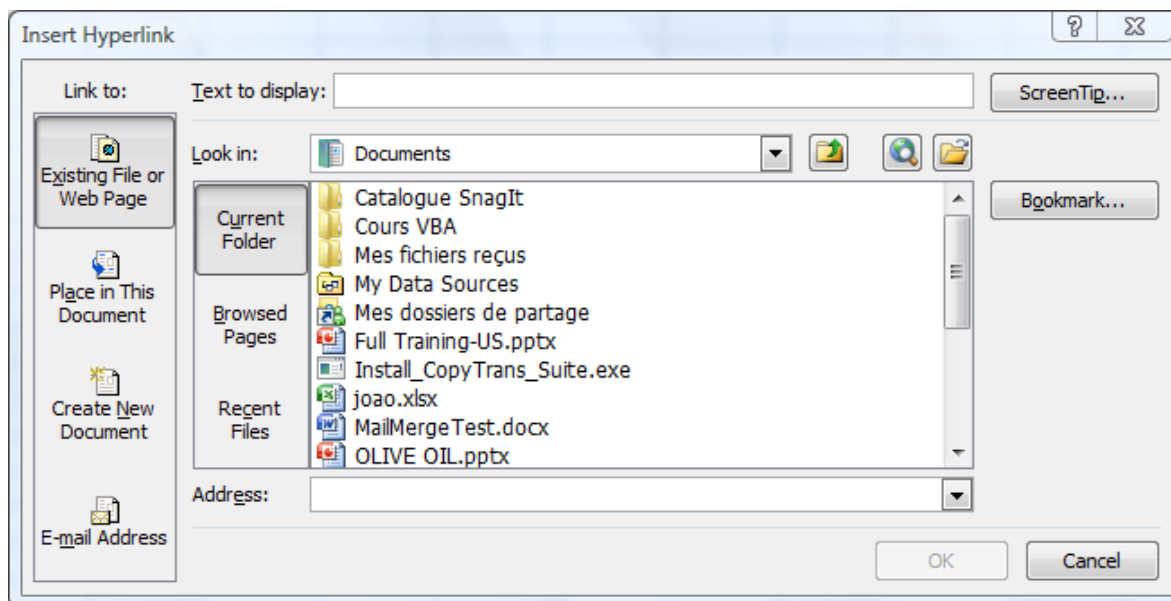 Insert Hyperlink
Link to:
Text to display:
ScreenTip...
Existing File or
Web Page
Place in This
Document
Create New
Document
E-mail Address
Look in:
Documents
Current
Folder
Browsed
Pages
Recent
Files
Catalogue SnagIt
Cours VBA
Mes fichiers reçus
My Data Sources
Mes dossiers de partage
Full Training-US.pptx
Install_CopyTrans_Suite.exe
joao.xlsx
MailMergeTest.docx
OLIVE OIL.pptx
Bookmark...
Address:
OK
Cancel